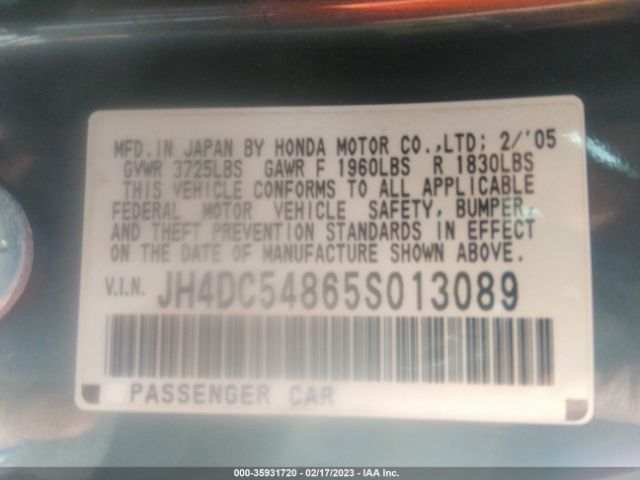 MFD. IN JAPAN BY HONDA MOTOR CO.,LTD; 2/'05
GVWR 3725LBS GAWR F 1960LBS R 1830LBS
THIS VEHICLE CONFORMS TO ALL APPLICABLE
FEDERAL MOTOR VEHICLE SAFETY, BUMPER,
AND THEFT PREVENTION STANDARDS IN EFFECT
ON THE DATE OF MANUFACTURE SHOWN ABOVE.
V.I.N. JH4DC54865S013089
PASSENGER CAR
000-35931720 - 02/17/2023 - IAA Inc.